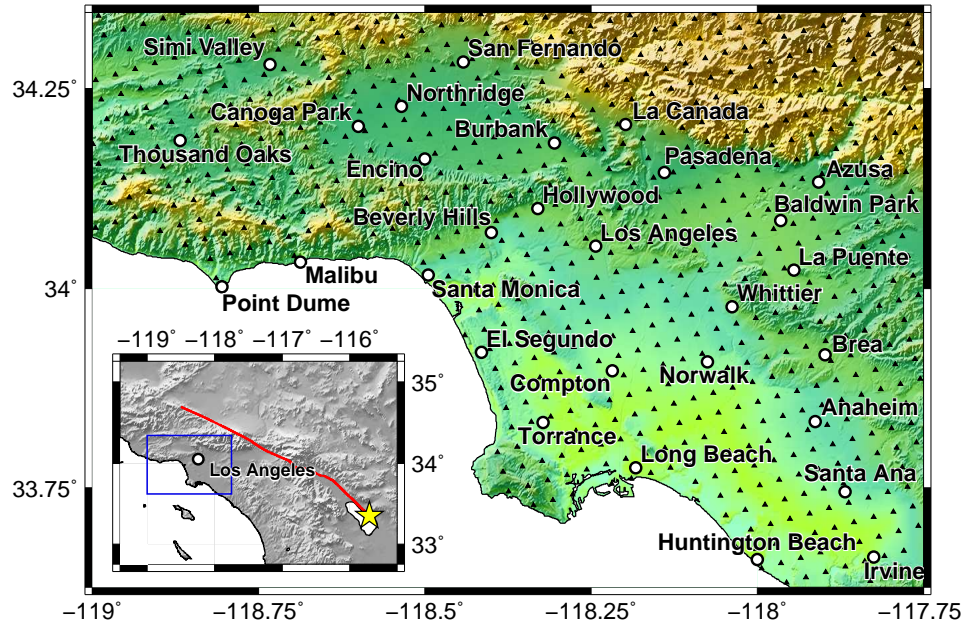 Simi Valley
San Fernando
34.25°
Northridge
Canoga Park
La Canada
Burbank
Thousand Oaks
Pasadena
Encino
Azusa
Hollywood
Baldwin Park
Beverly Hills
Los Angeles
La Puente
Malibu
34°
Santa Monica
Whittier
Point Dume
−119° −118° −117° −116°
El Segundo
Brea
35°
Compton
Norwalk
Anaheim
Torrance
Long Beach
34°
Los Angeles
Santa Ana
33.75°
33°
Huntington Beach
Irvine
−119° −118.75° −118.5° −118.25° −118° −117.75